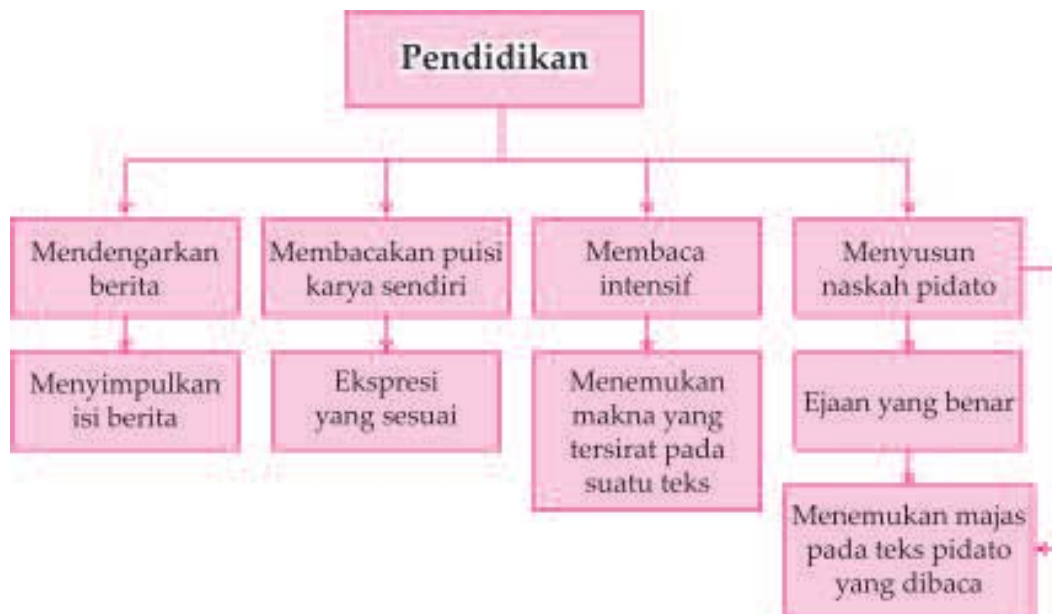 Pendidikan
Mendengarkan
berita
Membacakan puisi
karya sendiri
Membaca
intensif
Menyusun
naskah pidato
Menyimpulkan
isi berita
Ekspresi
yang sesuai
Menemukan
makna yang
tersirat pada
suatu teks
Ejaan yang benar
Menemukan majas
pada teks pidato
yang dibaca